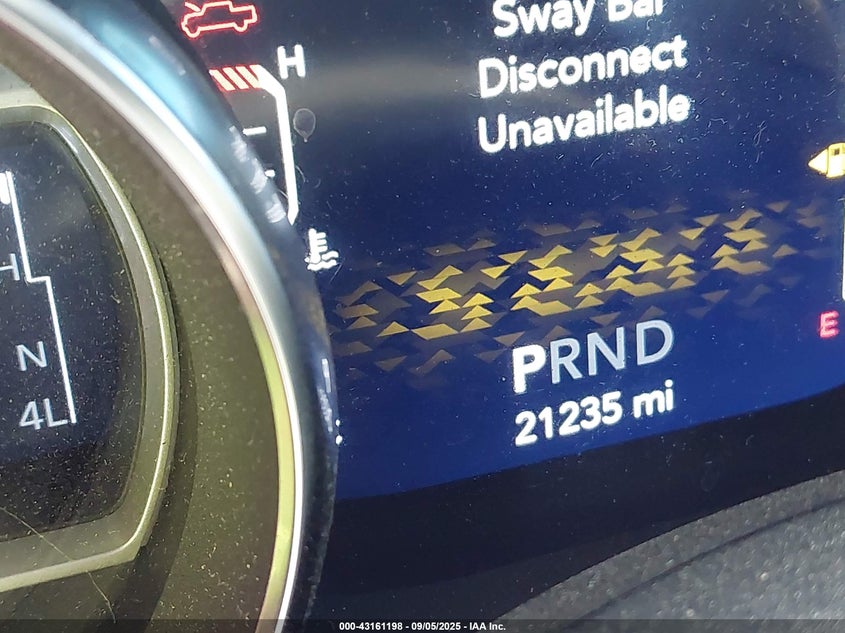 Sway Bar
Disconnect
Unavailable
H
H
N
4L
E
PRND
21235 mi
000-43161198 - 09/05/2025 - IAA Inc.